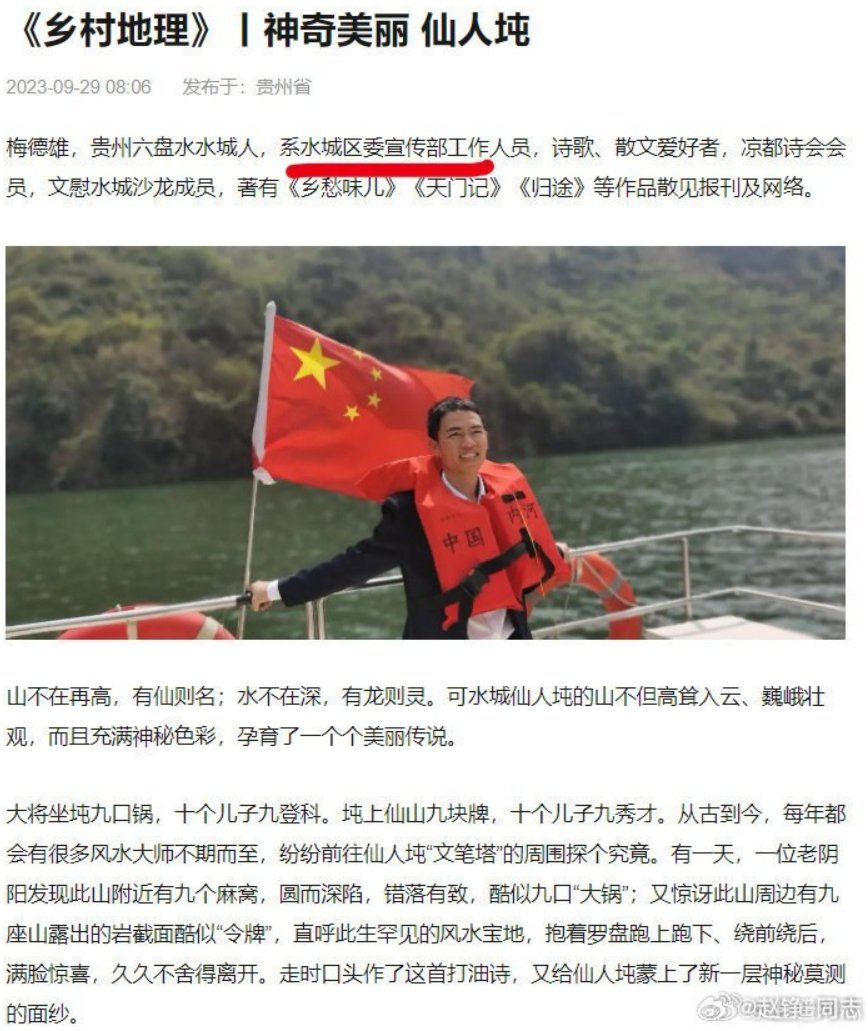 《乡村地理》丨神奇美丽 仙人坉
2023-09-29 08:06 发布于：贵州省
梅德雄，贵州六盘水水城人，系水城区委宣传部工作人员，诗歌、散文爱好者，凉都诗会会
员，文慰水城沙龙成员，著有《乡愁味儿》《天门记》《归途》等作品散见报刊及网络。
中国 内河
山不在再高，有仙则名；水不在深，有龙则灵。可水城仙人坉的山不但高耸入云、巍峨壮
观，而且充满神秘色彩，孕育了一个个美丽传说。
大将坐坉九口锅，十个儿子九登科。坉上仙山九块牌，十个儿子九秀才。从古到今，每年都
会有很多风水大师不期而至，纷纷前往仙人坉“文笔塔”的周围探个究竟。有一天，一位老阴
阳发现此山附近有九个麻窝，圆而深陷，错落有致，酷似九口“大锅”；又惊讶此山周边有九
座山露出的岩截面酷似“令牌”，直呼此生罕见的风水宝地，抱着罗盘跑上跑下、绕前绕后，
满脸惊喜，久久不舍得离开。走时口头作了这首打油诗，又给仙人坉蒙上了新一层神秘莫测
的面纱。
@赵锋同志